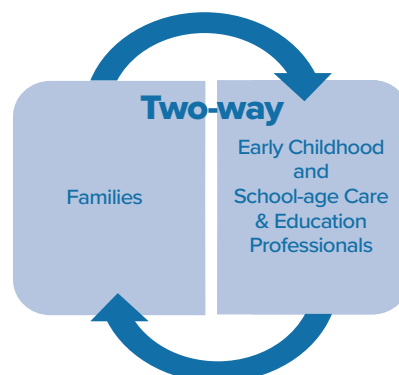 Two-way
Families
Early Childhood
and
School-age Care
& Education
Professionals